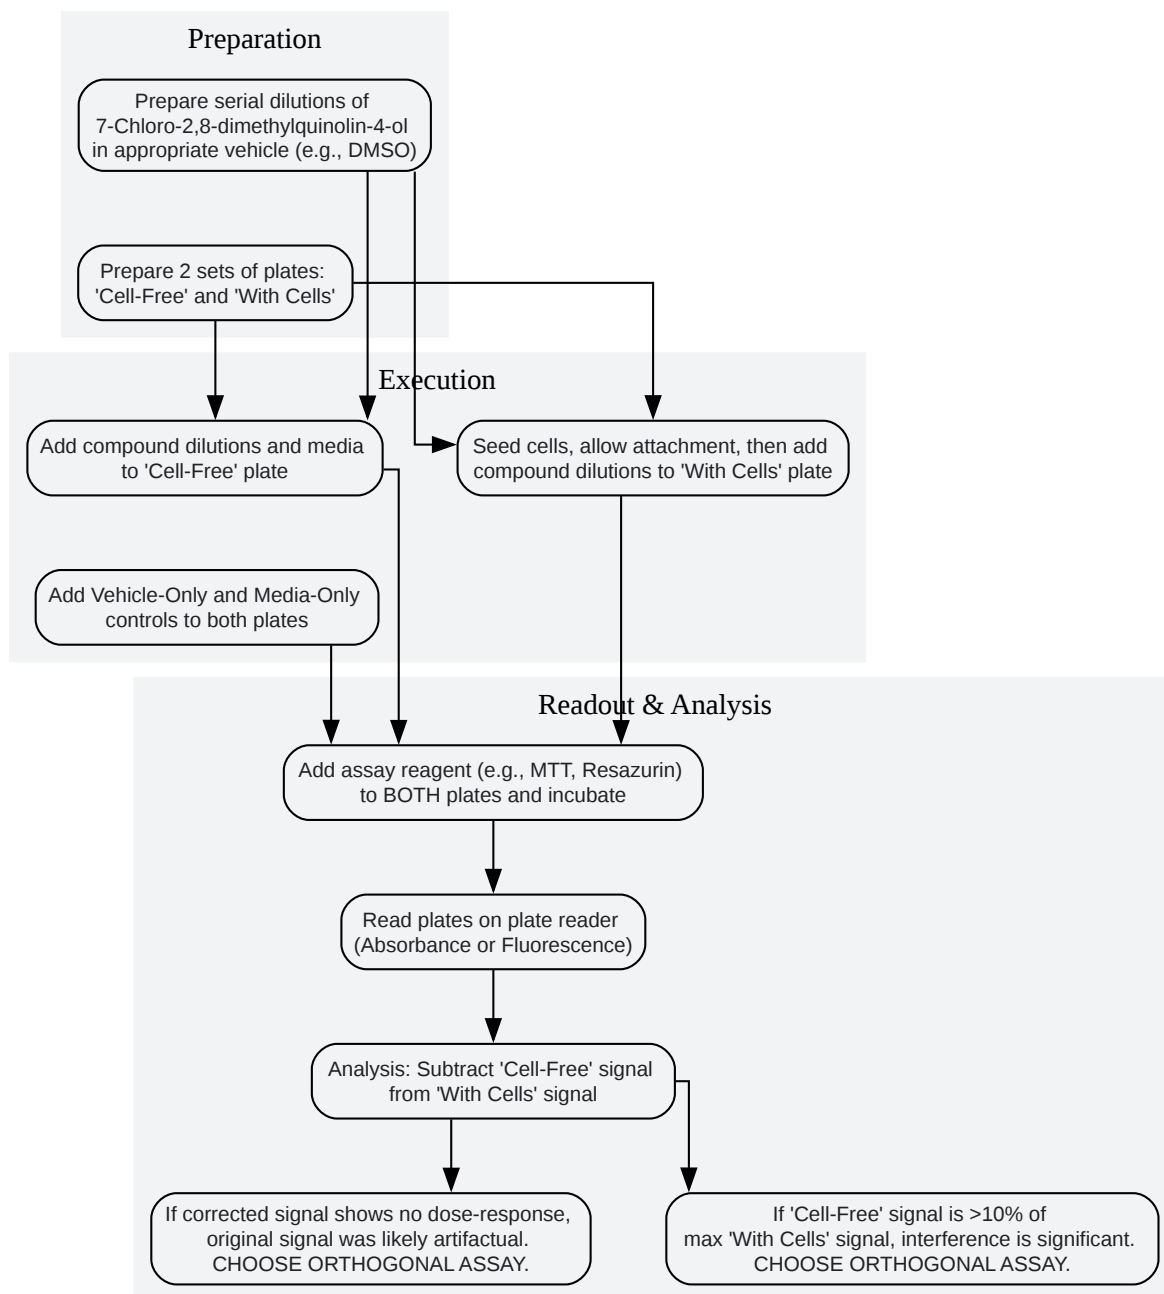 Preparation
Prepare serial dilutions of
7-Chloro-2,8-dimethylquinolin-4-ol
in appropriate vehicle (e.g., DMSO)
Prepare 2 sets of plates:
'Cell-Free' and 'With Cells'
Execution
Add compound dilutions and media
to 'Cell-Free' plate
Seed cells, allow attachment, then add
compound dilutions to 'With Cells' plate
Add Vehicle-Only and Media-Only
controls to both plates
Readout & Analysis
Add assay reagent (e.g., MTT, Resazurin)
to BOTH plates and incubate
Read plates on plate reader
(Absorbance or Fluorescence)
Analysis: Subtract 'Cell-Free' signal
from 'With Cells' signal
If corrected signal shows no dose-response,
original signal was likely artifactual.
CHOOSE ORTHOGONAL ASSAY.
If 'Cell-Free' signal is >10% of
max 'With Cells' signal, interference is significant.
CHOOSE ORTHOGONAL ASSAY.